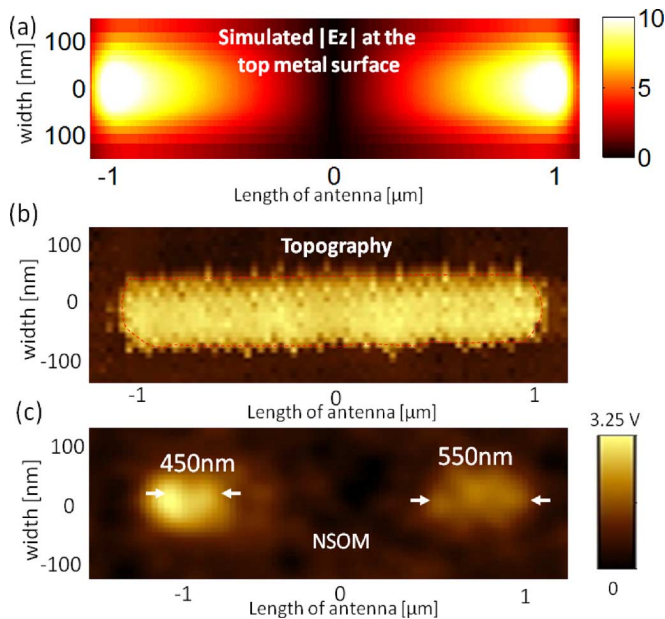 (a)
Simulated |Ez| at the
top metal surface
width [nm]
100
0
100
-1
0
1
Length of antenna [µm]
10
5
0
(b)
Topography
width [nm]
100
0
-100
-1
0
1
Length of antenna [µm]
(c)
450nm
550nm
NSOM
width [nm]
100
0
-100
-1
0
1
Length of antenna [µm]
3.25 V
0